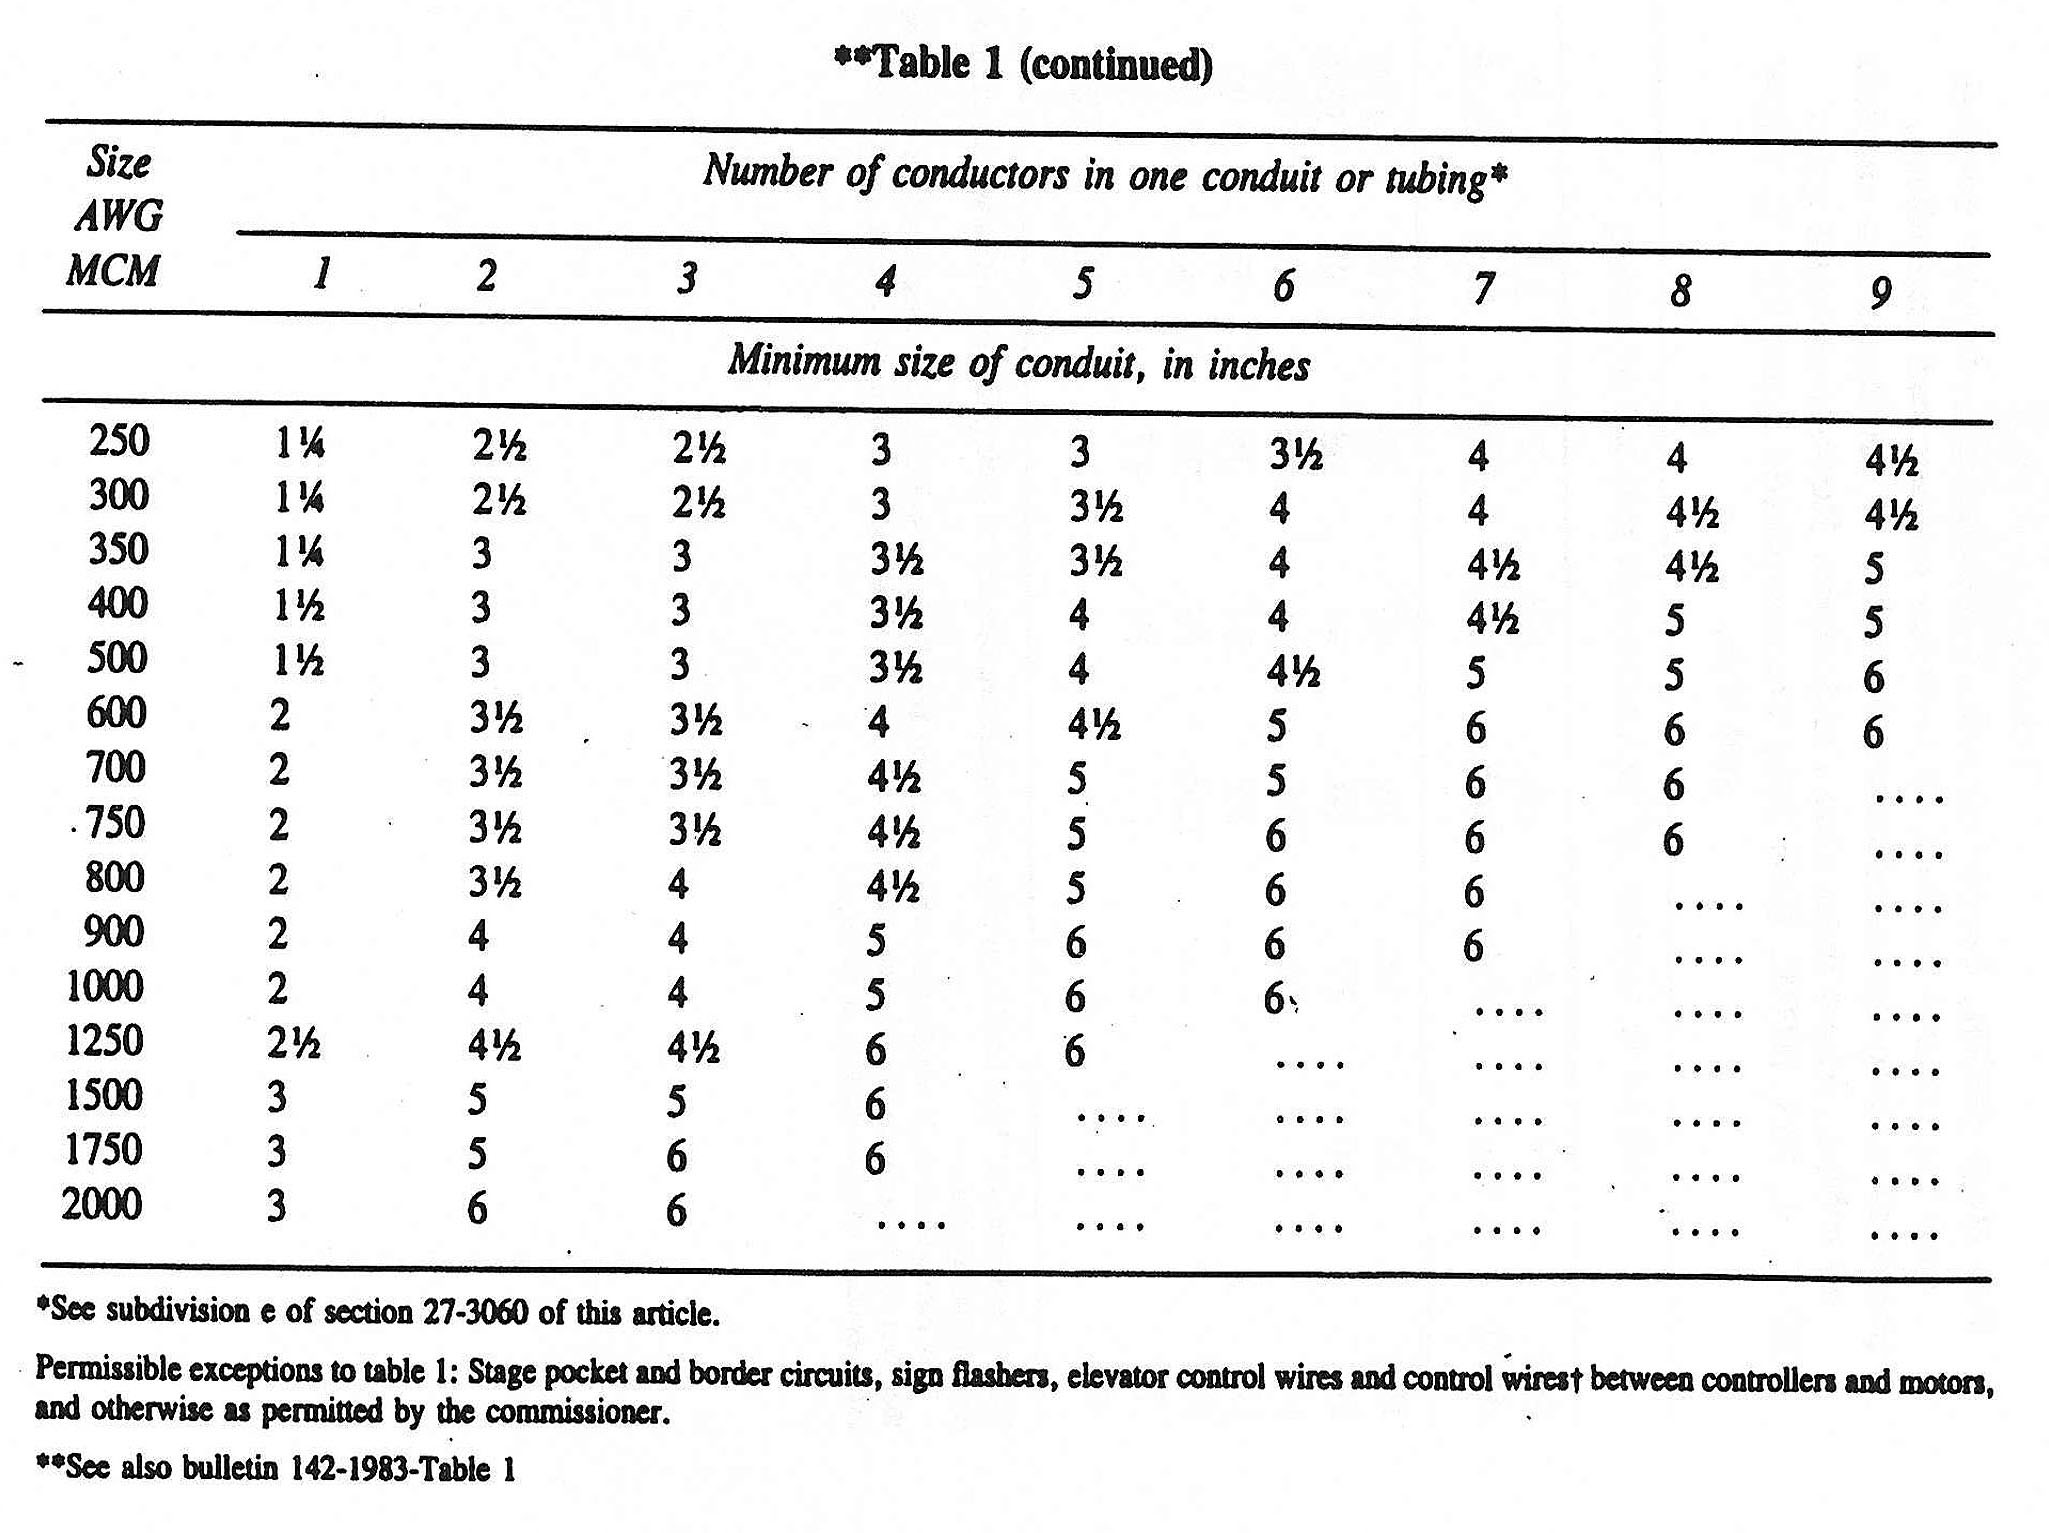 **Table 1 (continued)
Size Number of conductors in one conduit or tubing*
AWG
MCM 1 2 3 4 5 6 7 8 9
Minimum size of conduit, in inches
250 1¼ 2½ 2½ 3 3 3½ 4 4 4½
300 1¼ 2½ 2½ 3 3½ 4 4 4½ 4½
350 1¼ 3 3 3½ 3½ 4 4½ 4½ 5
400 1½ 3 3 3½ 4 4 4½ 5 5
500 1½ 3 3 3½ 4 4½ 5 5 6
600 2 3½ 3½ 4 4½ 5 6 6 6
700 2 3½ 3½ 4½ 5 5 6 6 ....
750 2 3½ 3½ 4½ 5 6 6 6 ....
800 2 3½ 4 4½ 5 6 6 .... ....
900 2 4 4 5 6 6 6 .... ....
1000 2 4 4 5 6 6 .... .... ....
1250 2½ 4½ 4½ 6 6 .... .... .... ....
1500 3 5 5 6 .... .... .... .... ....
1750 3 5 6 6 .... .... .... .... ....
2000 3 6 6 .... .... .... .... .... ....
*See subdivision e of section 27-3060 of this article.
Permissible exceptions to table 1: Stage pocket and border circuits, sign flashers, elevator control wires and control wires† between controllers and motors,
and otherwise as permitted by the commissioner.
**See also bulletin 142-1983-Table 1